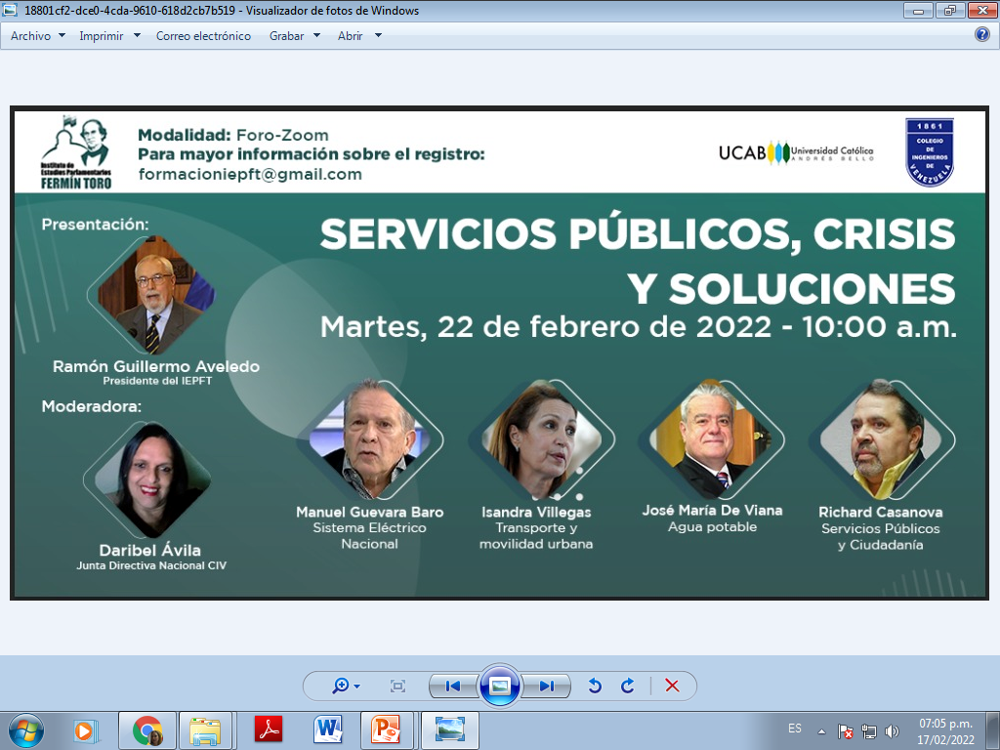 18801cf2-dce0-4cda-9610-618d2cb7b519 - Visualizador de fotos de Windows
Archivo Imprimir Correo electrónico Grabar Abrir
Instituto de
Estudios Parlamentarios
FERMÍN TORO
Modalidad: Foro-Zoom
Para mayor información sobre el registro:
formacioniepft@gmail.com
UCAB Universidad Católica
ANDRÉS BELLO
1861
COLEGIO
DE
INGENIEROS
DE
VENEZUELA
SERVICIOS PÚBLICOS, CRISIS
Y SOLUCIONES
Martes, 22 de febrero de 2022 - 10:00 a.m.
Presentación:
Ramón Guillermo Aveledo
Presidente del IEPFT
Moderadora:
Daribel Ávila
Junta Directiva Nacional CIV
Manuel Guevara Baro
Sistema Eléctrico
Nacional
Isandra Villegas
Transporte y
movilidad urbana
José María De Viana
Agua potable
Richard Casanova
Servicios Públicos
y Ciudadanía
ES
07:05 p.m.
17/02/2022